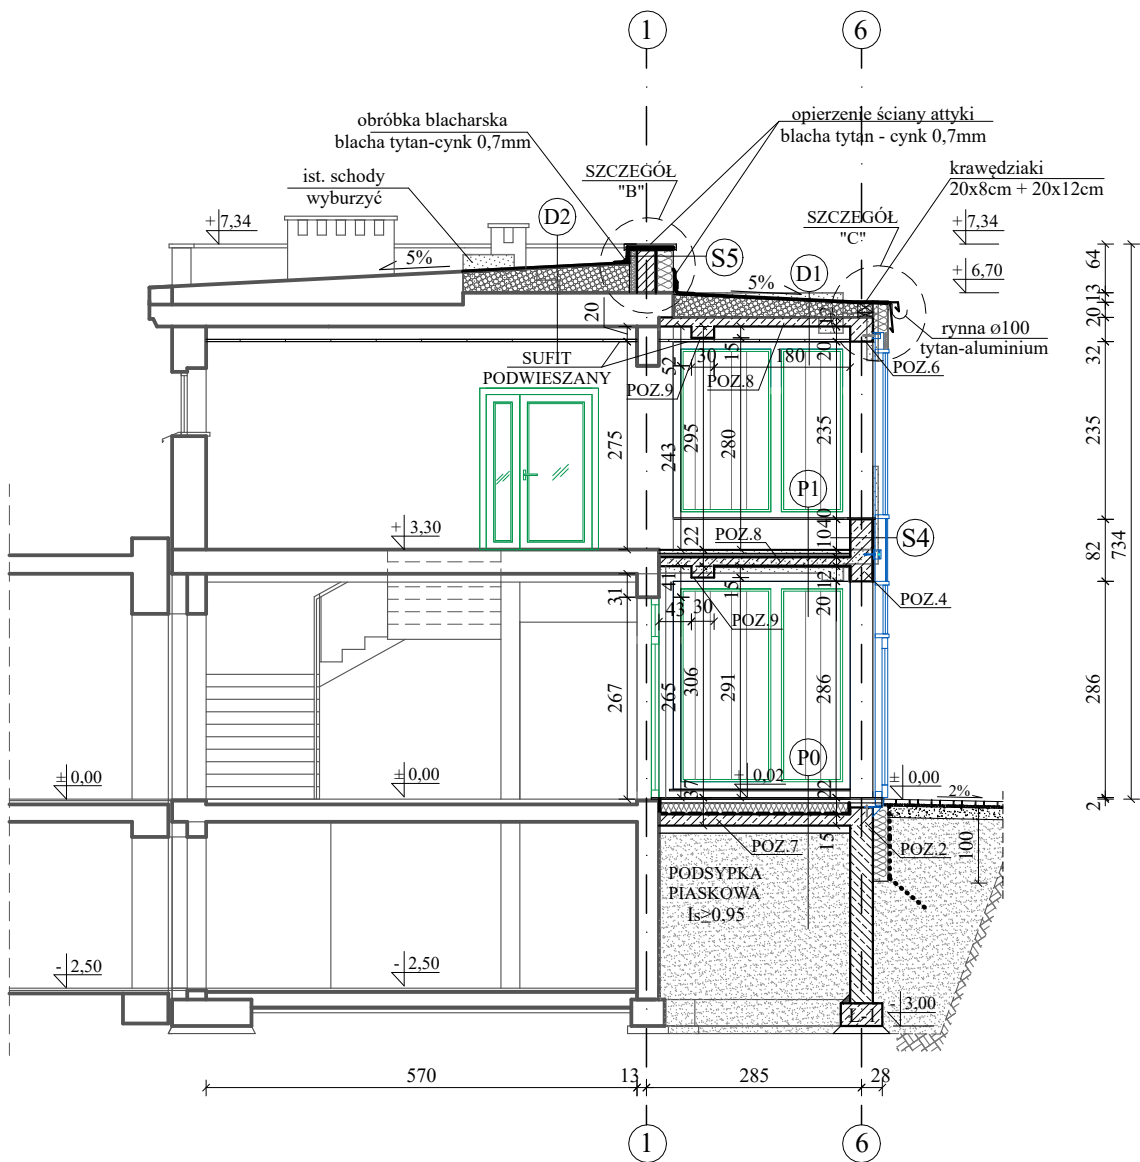 1
6
obróbka blacharska
blacha tytan-cynk 0,7mm
opierzenie ściany attyki
blacha tytan - cynk 0,7mm
ist. schody
wyburzyć
SZCZEGÓŁ
"B"
krawędziaki
20x8cm + 20x12cm
SZCZEGÓŁ
"C"
+ 7,34
D2
+ 7,34
S5
5%
D1
5%
+ 6,70
64
13
20
20
12
rynna ø100
tytan-aluminium
SUFIT
PODWIESZANY
52
30
15
180
20
32
POZ.9
POZ.8
POZ.6
275
243
295
280
235
235
P1
+ 3,30
22
POZ.8
10
40
S4
82
734
31
41
15
12
43
30
20
POZ.9
POZ.4
267
265
306
291
286
286
P0
± 0,00
± 0,00
37
+ 0,02
22
± 0,00
2%
2
POZ.7
15
POZ.2
100
PODSYPKA
PIASKOWA
Is≥0,95
- 2,50
- 2,50
Ł-1
- 3,00
570
13
285
28
1
6